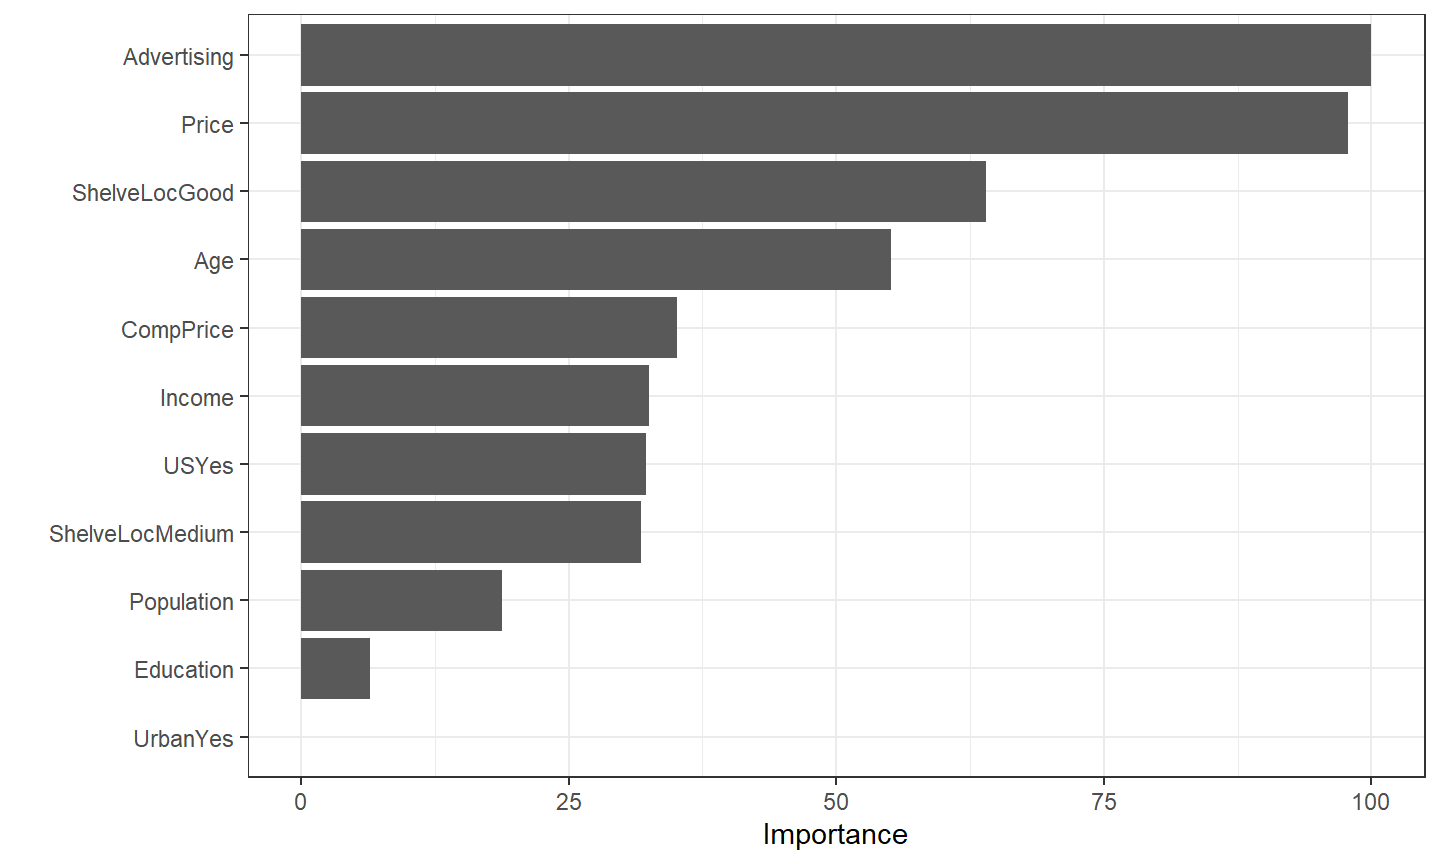 Advertising
Price
ShelveLocGood
Age
CompPrice
Income
USYes
ShelveLocMedium
Population
Education
UrbanYes
0 25 50 75 100
Importance